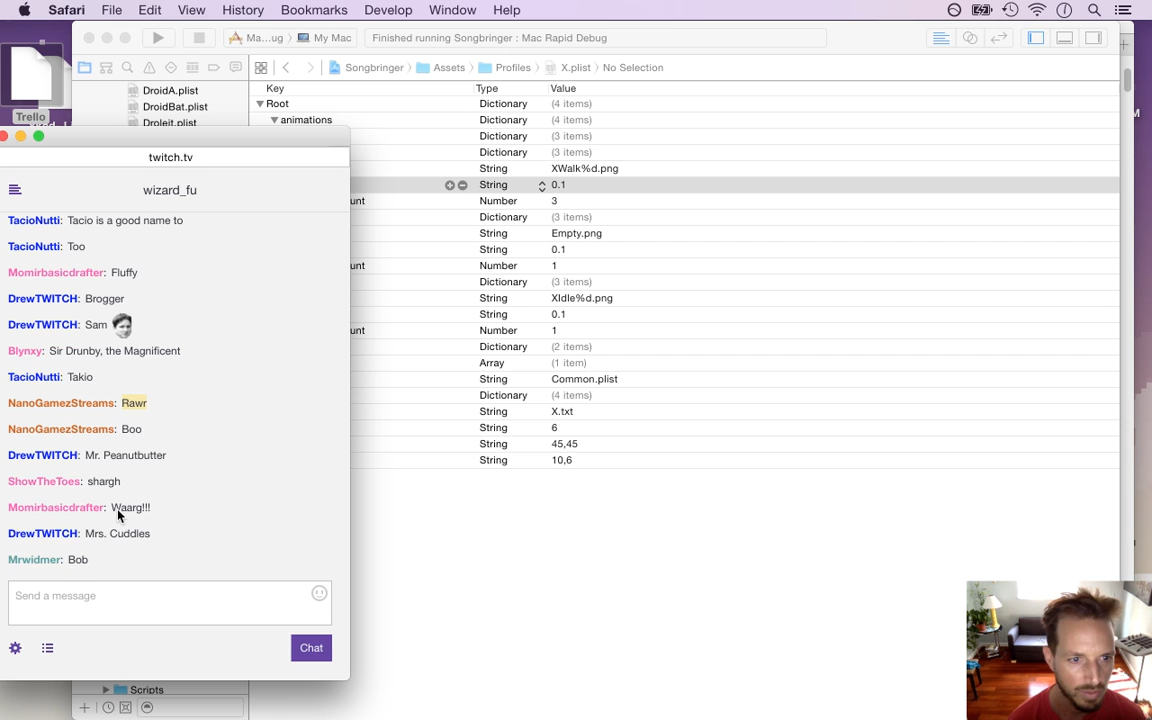 Safari File Edit View History Bookmarks Develop Window Help
Ma...ug My Mac Finished running Songbringer : Mac Rapid Debug
Songbringer Assets Profiles X.plist No Selection
Key Type Value
DroidA.plist
DroidBat.plist
Droleit.plist
Trello
Root Dictionary (4 items)
animations Dictionary (4 items)
Dictionary (3 items)
Dictionary (3 items)
String XWalk%d.png
String 0.1
unt Number 3
Dictionary (3 items)
String Empty.png
String 0.1
unt Number 1
Dictionary (3 items)
String XIdle%d.png
String 0.1
unt Number 1
Dictionary (2 items)
Array (1 item)
String Common.plist
Dictionary (4 items)
String X.txt
String 6
String 45,45
String 10,6
twitch.tv
wizard_fu
TacioNutti: Tacio is a good name to
TacioNutti: Too
Momirbasicdrafter: Fluffy
DrewTWITCH: Brogger
DrewTWITCH: Sam
Blynxy: Sir Drunby, the Magnificent
TacioNutti: Takio
NanoGamezStreams: Rawr
NanoGamezStreams: Boo
DrewTWITCH: Mr. Peanutbutter
ShowTheToes: shargh
Momirbasicdrafter: Waarg!!!
DrewTWITCH: Mrs. Cuddles
Mrwidmer: Bob
Send a message
Chat
Scripts